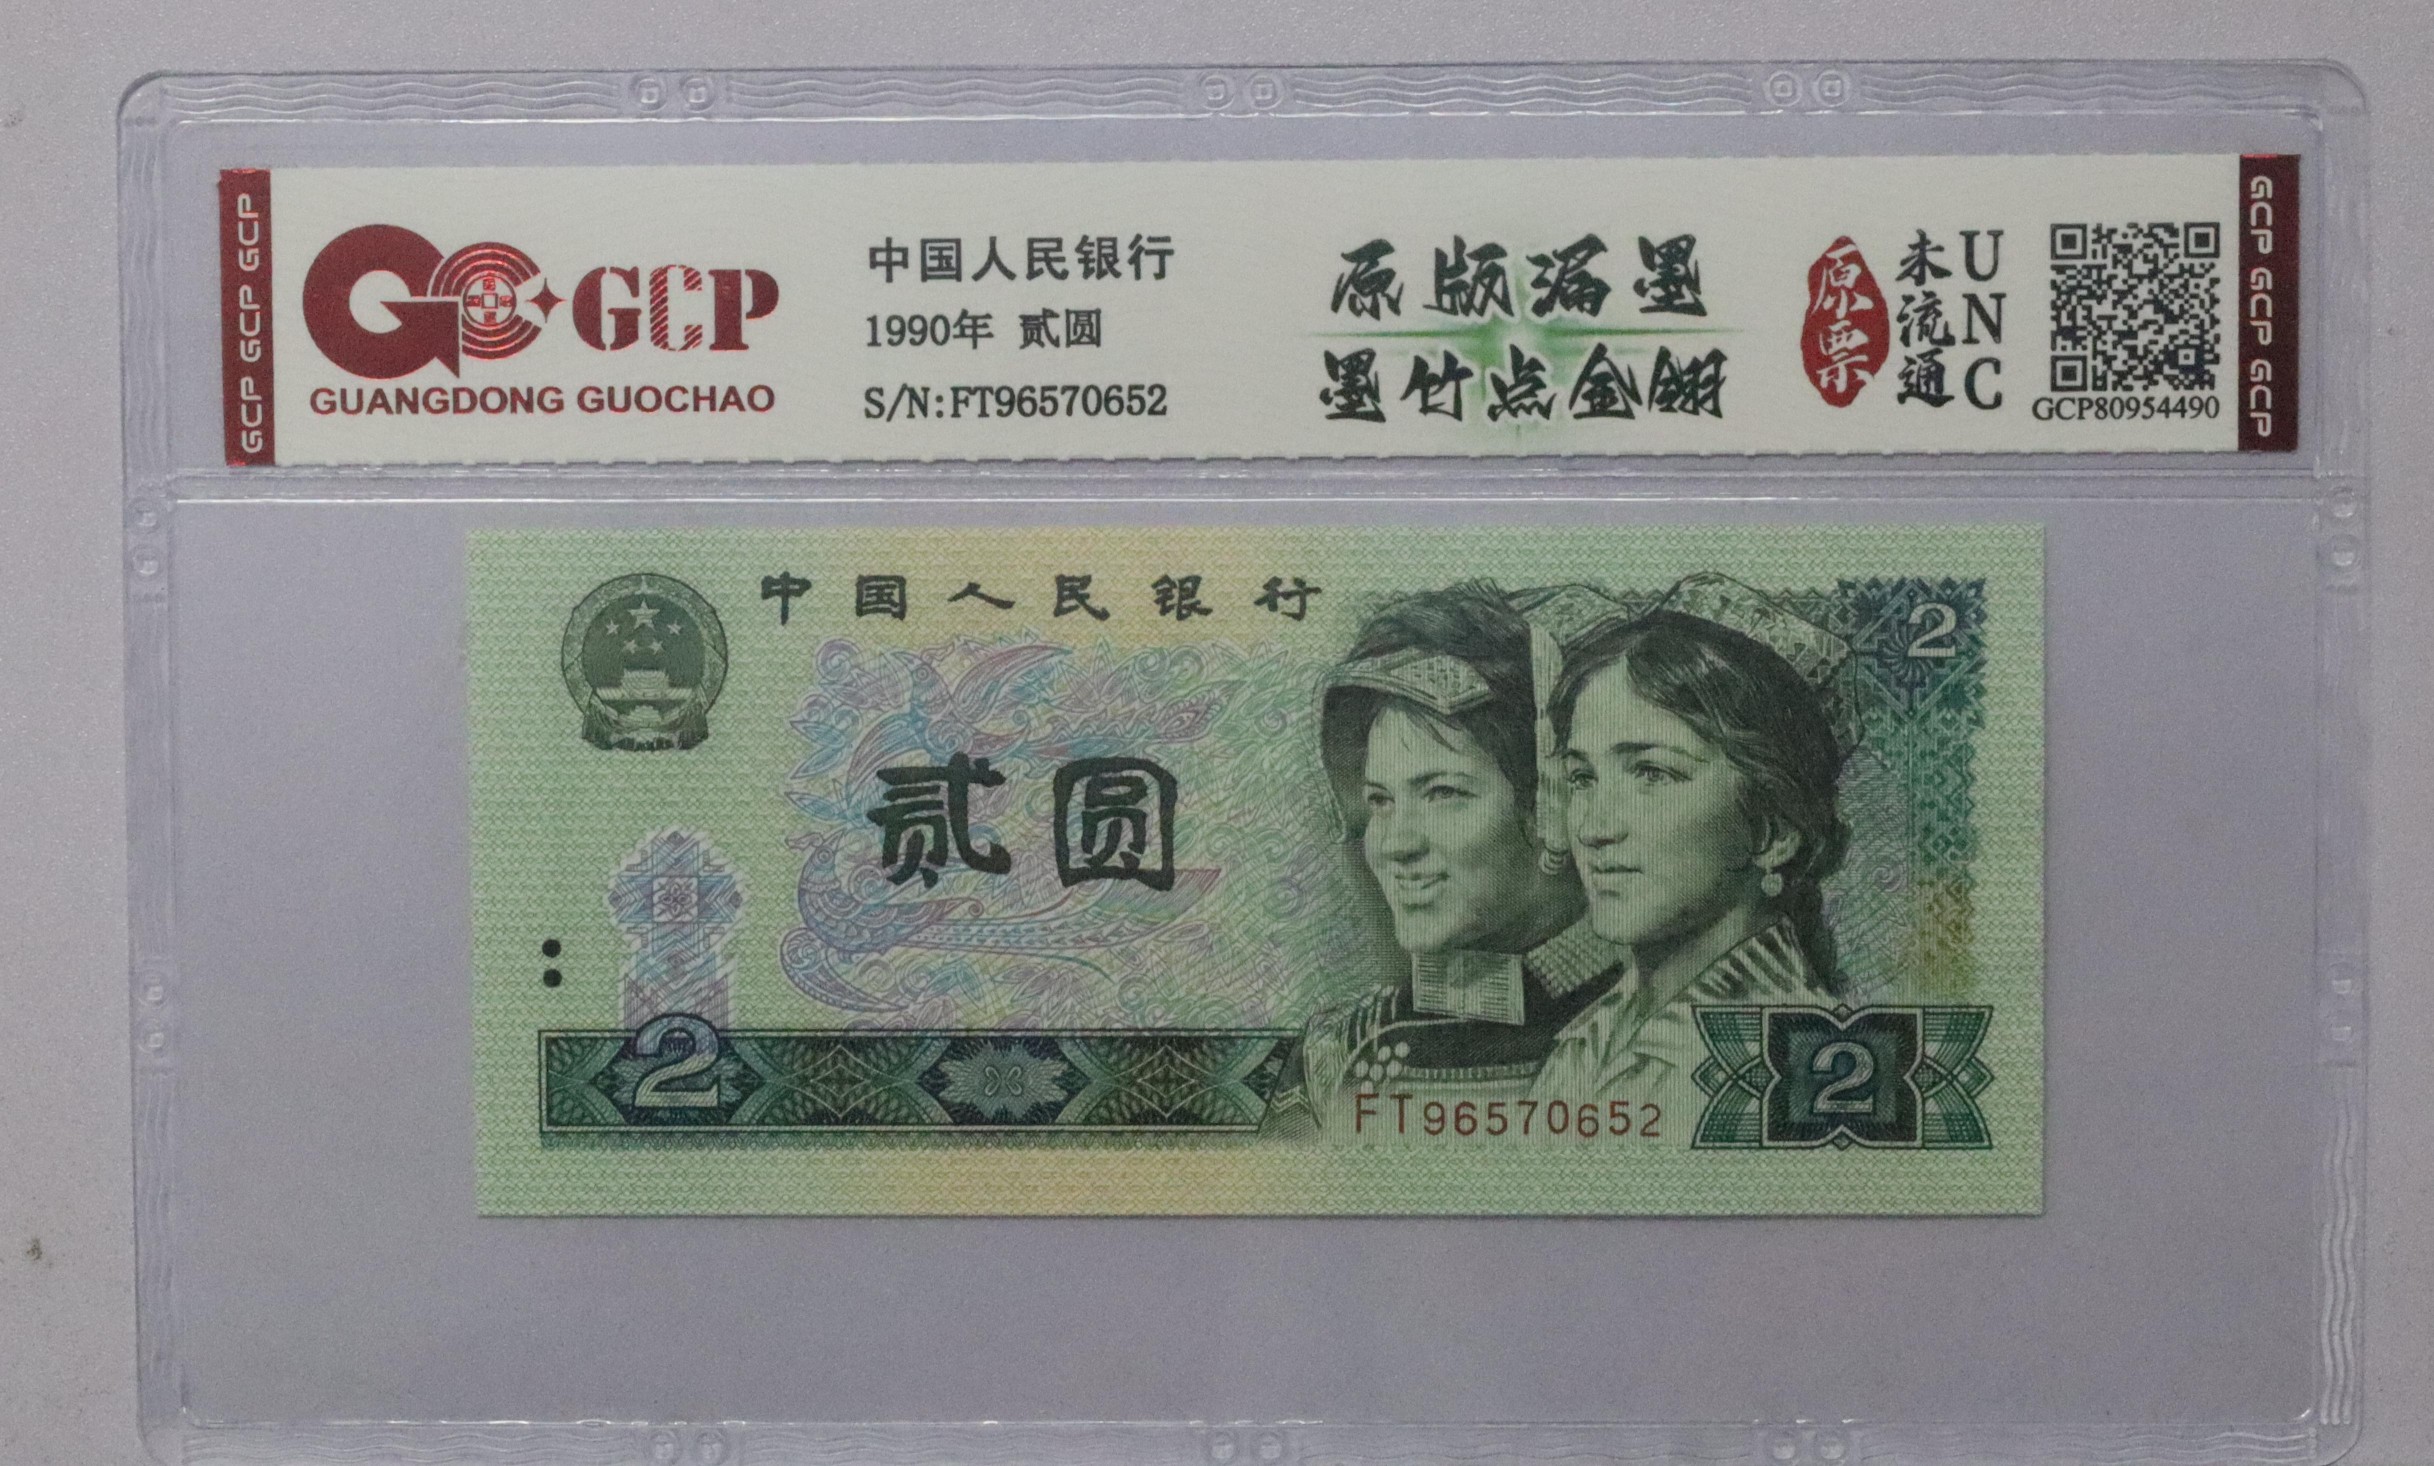 GCP GCP GCP
GCP
GUANGDONG GUOCHAO
中国人民银行
1990年 贰圆
S/N:FT96570652
原版漏墨
墨竹点金翎
原票
未流通
UNC
GCP80954490
GCP GCP GCP
中国人民银行
2
贰圆
2
FT96570652
2